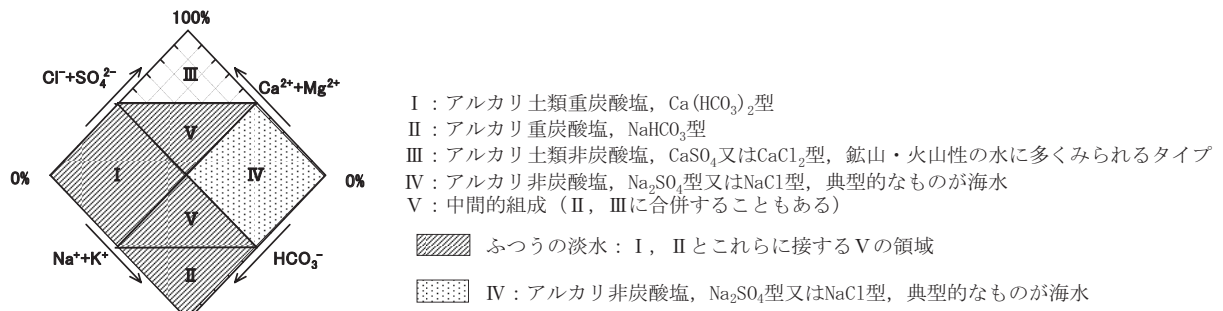 100%
Cl⁻+SO₄²⁻
Ca²⁺+Mg²⁺
Ⅲ
Ⅴ
0%
Ⅰ
Ⅳ
0%
Ⅴ
Na⁺+K⁺
HCO₃⁻
Ⅱ
Ⅰ：アルカリ土類重炭酸塩，Ca(HCO₃)₂型
Ⅱ：アルカリ重炭酸塩，NaHCO₃型
Ⅲ：アルカリ土類非炭酸塩，CaSO₄又はCaCl₂型，鉱山・火山性の水に多くみられるタイプ
Ⅳ：アルカリ非炭酸塩，Na₂SO₄型又はNaCl型，典型的なものが海水
Ⅴ：中間的組成（Ⅱ，Ⅲに合併することもある）
ふつうの淡水：Ⅰ，Ⅱとこれらに接するⅤの領域
Ⅳ：アルカリ非炭酸塩，Na₂SO₄型又はNaCl型，典型的なものが海水